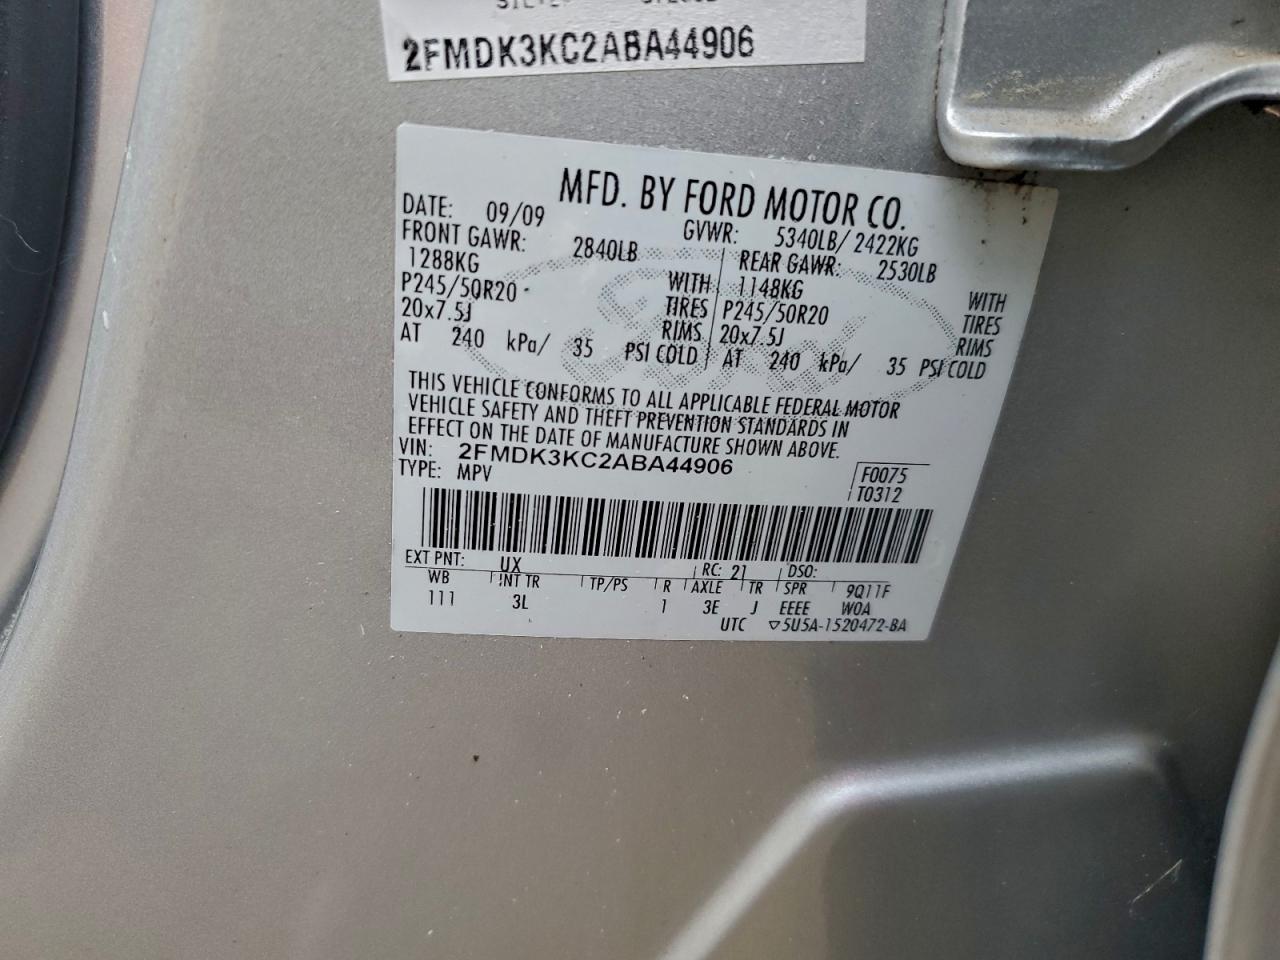 2FMDK3KC2ABA44906
MFD. BY FORD MOTOR CO.
DATE: 09/09 GVWR: 5340LB/ 2422KG
FRONT GAWR: 2840LB REAR GAWR: 2530LB
1288KG WITH 1148KG WITH
P245/50R20 TIRES P245/50R20 TIRES
20x7.5J RIMS 20x7.5J RIMS
AT 240 kPa/ 35 PSI COLD AT 240 kPa/ 35 PSI COLD
THIS VEHICLE CONFORMS TO ALL APPLICABLE FEDERAL MOTOR
VEHICLE SAFETY AND THEFT PREVENTION STANDARDS IN
EFFECT ON THE DATE OF MANUFACTURE SHOWN ABOVE.
VIN: 2FMDK3KC2ABA44906
TYPE: MPV
F0075
T0312
EXT PNT: UX RC: 21 DSO:
WB INT TR TP/PS R AXLE TR SPR 9Q11F
111 3L 1 3E J EEEE W0A
UTC ▽5U5A-1520472-BA